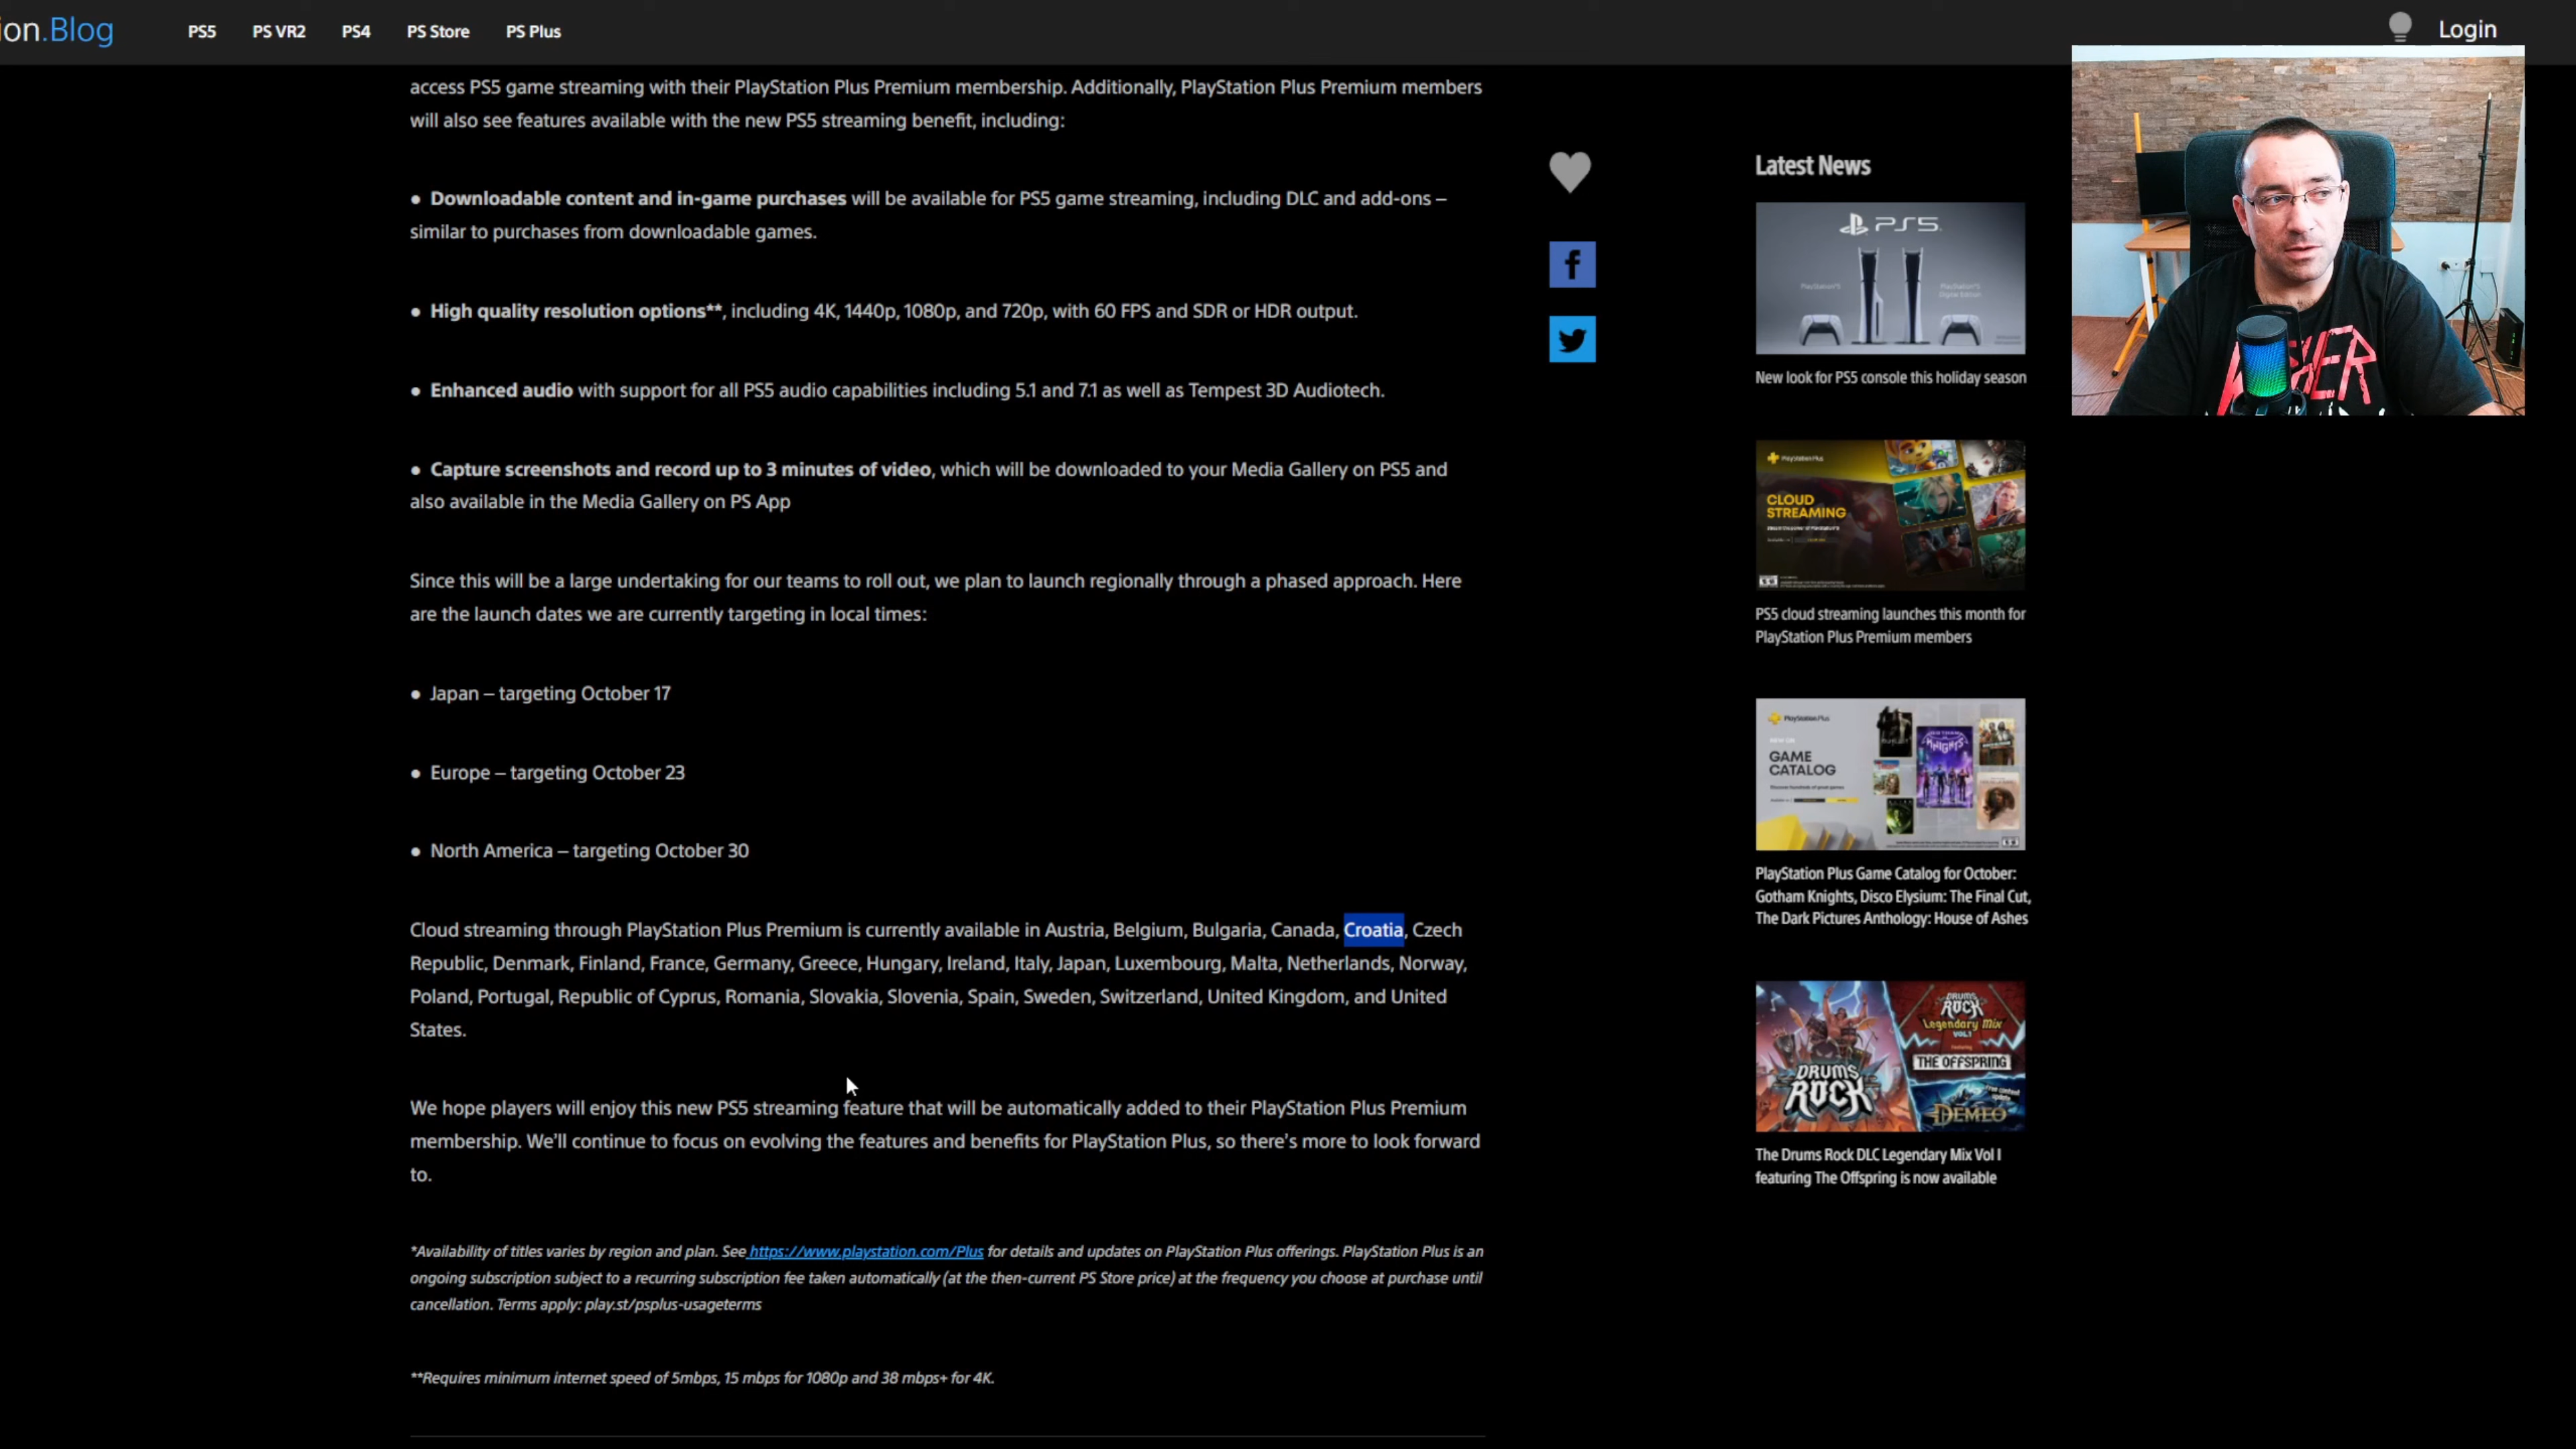 ion.Blog
PS5 PS VR2 PS4 PS Store PS Plus
Login
access PS5 game streaming with their PlayStation Plus Premium membership. Additionally, PlayStation Plus Premium members
will also see features available with the new PS5 streaming benefit, including:
● Downloadable content and in-game purchases will be available for PS5 game streaming, including DLC and add-ons –
similar to purchases from downloadable games.
● High quality resolution options**, including 4K, 1440p, 1080p, and 720p, with 60 FPS and SDR or HDR output.
● Enhanced audio with support for all PS5 audio capabilities including 5.1 and 7.1 as well as Tempest 3D Audiotech.
● Capture screenshots and record up to 3 minutes of video, which will be downloaded to your Media Gallery on PS5 and
also available in the Media Gallery on PS App
Since this will be a large undertaking for our teams to roll out, we plan to launch regionally through a phased approach. Here
are the launch dates we are currently targeting in local times:
● Japan – targeting October 17
● Europe – targeting October 23
● North America – targeting October 30
Cloud streaming through PlayStation Plus Premium is currently available in Austria, Belgium, Bulgaria, Canada, Croatia, Czech
Republic, Denmark, Finland, France, Germany, Greece, Hungary, Ireland, Italy, Japan, Luxembourg, Malta, Netherlands, Norway,
Poland, Portugal, Republic of Cyprus, Romania, Slovakia, Slovenia, Spain, Sweden, Switzerland, United Kingdom, and United
States.
We hope players will enjoy this new PS5 streaming feature that will be automatically added to their PlayStation Plus Premium
membership. We'll continue to focus on evolving the features and benefits for PlayStation Plus, so there's more to look forward
to.
*Availability of titles varies by region and plan. See https://www.playstation.com/Plus for details and updates on PlayStation Plus offerings. PlayStation Plus is an
ongoing subscription subject to a recurring subscription fee taken automatically (at the then-current PS Store price) at the frequency you choose at purchase until
cancellation. Terms apply: play.st/psplus-usageterms
**Requires minimum internet speed of 5mbps, 15 mbps for 1080p and 38 mbps+ for 4K.
Latest News
PS5
New look for PS5 console this holiday season
PlayStation Plus
CLOUD
STREAMING
PS5 cloud streaming launches this month for
PlayStation Plus Premium members
PlayStation Plus
GAME
CATALOG
KNIGHTS
PlayStation Plus Game Catalog for October:
Gotham Knights, Disco Elysium: The Final Cut,
The Dark Pictures Anthology: House of Ashes
DRUMS
ROCK
DRUMS
ROCK
Legendary Mix
VOL.1
THE OFFSPRING
DEMEO
The Drums Rock DLC Legendary Mix Vol I
featuring The Offspring is now available